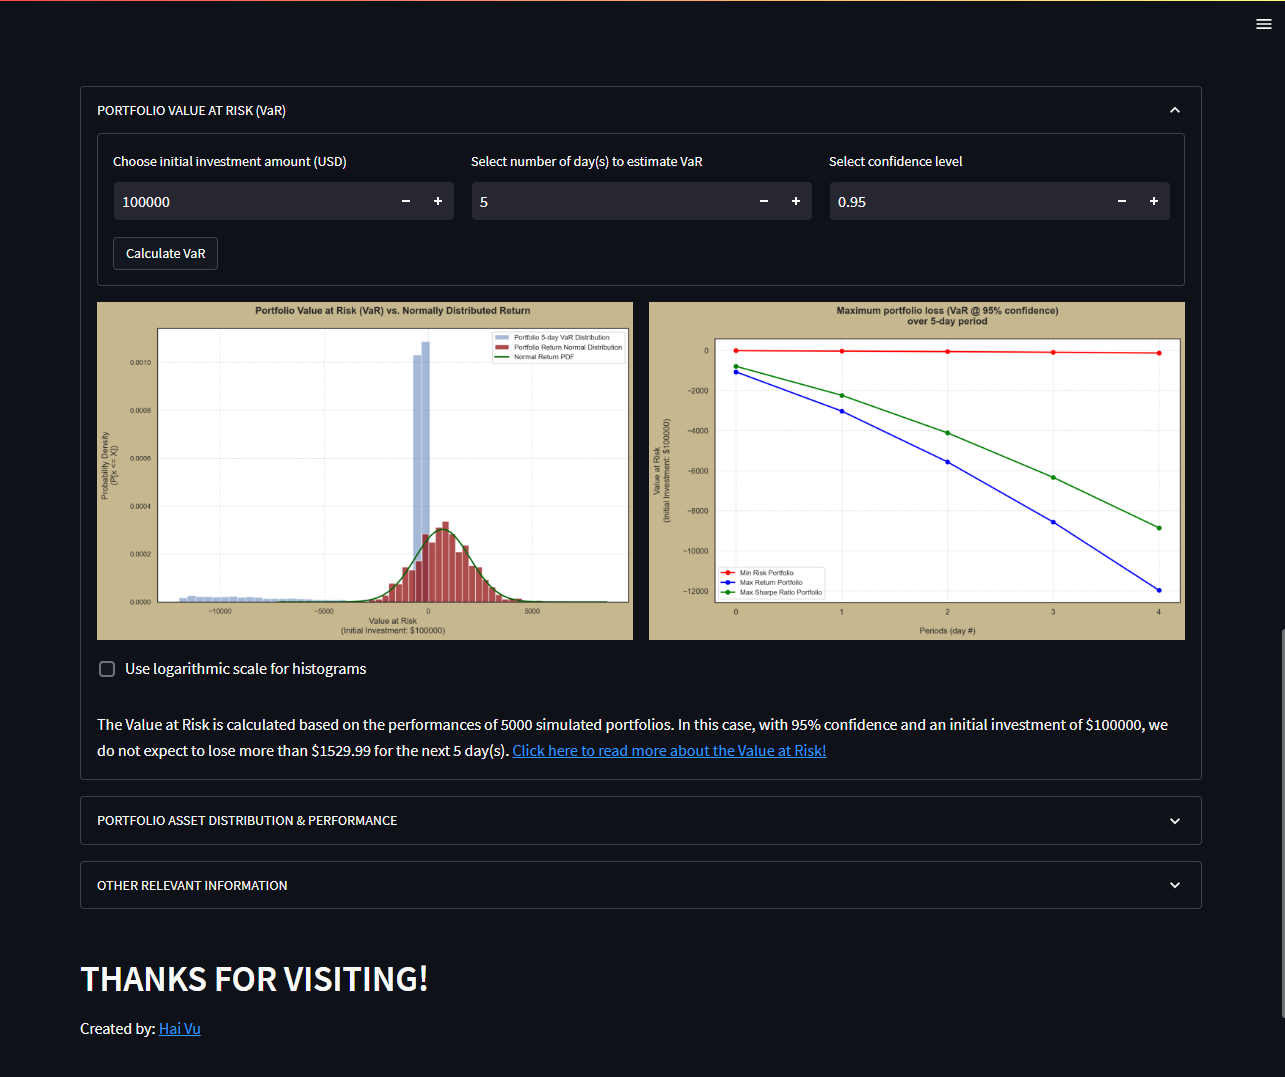 PORTFOLIO VALUE AT RISK (VaR)
Choose initial investment amount (USD)
Select number of day(s) to estimate VaR
Select confidence level
100000
5
0.95
Calculate VaR
Portfolio Value at Risk (VaR) vs. Normally Distributed Return
Portfolio 5-day VaR Distribution
Portfolio Return Normal Distribution
Normal Return PDF
0.0010
0.0008
0.0006
0.0004
0.0002
0.0000
Probability Density
(P[x <= X])
−10000
−5000
0
5000
Value at Risk
(Initial Investment: $100000)
Maximum portfolio loss (VaR @ 95% confidence)
over 5-day period
0
−2000
−4000
−6000
−8000
−10000
−12000
Value at Risk
(Initial Investment: $100000)
Min Risk Portfolio
Max Return Portfolio
Max Sharpe Ratio Portfolio
0
1
2
3
4
Periods (day #)
Use logarithmic scale for histograms
The Value at Risk is calculated based on the performances of 5000 simulated portfolios. In this case, with 95% confidence and an initial investment of $100000, we
do not expect to lose more than $1529.99 for the next 5 day(s). Click here to read more about the Value at Risk!
PORTFOLIO ASSET DISTRIBUTION & PERFORMANCE
OTHER RELEVANT INFORMATION
THANKS FOR VISITING!
Created by: Hai Vu